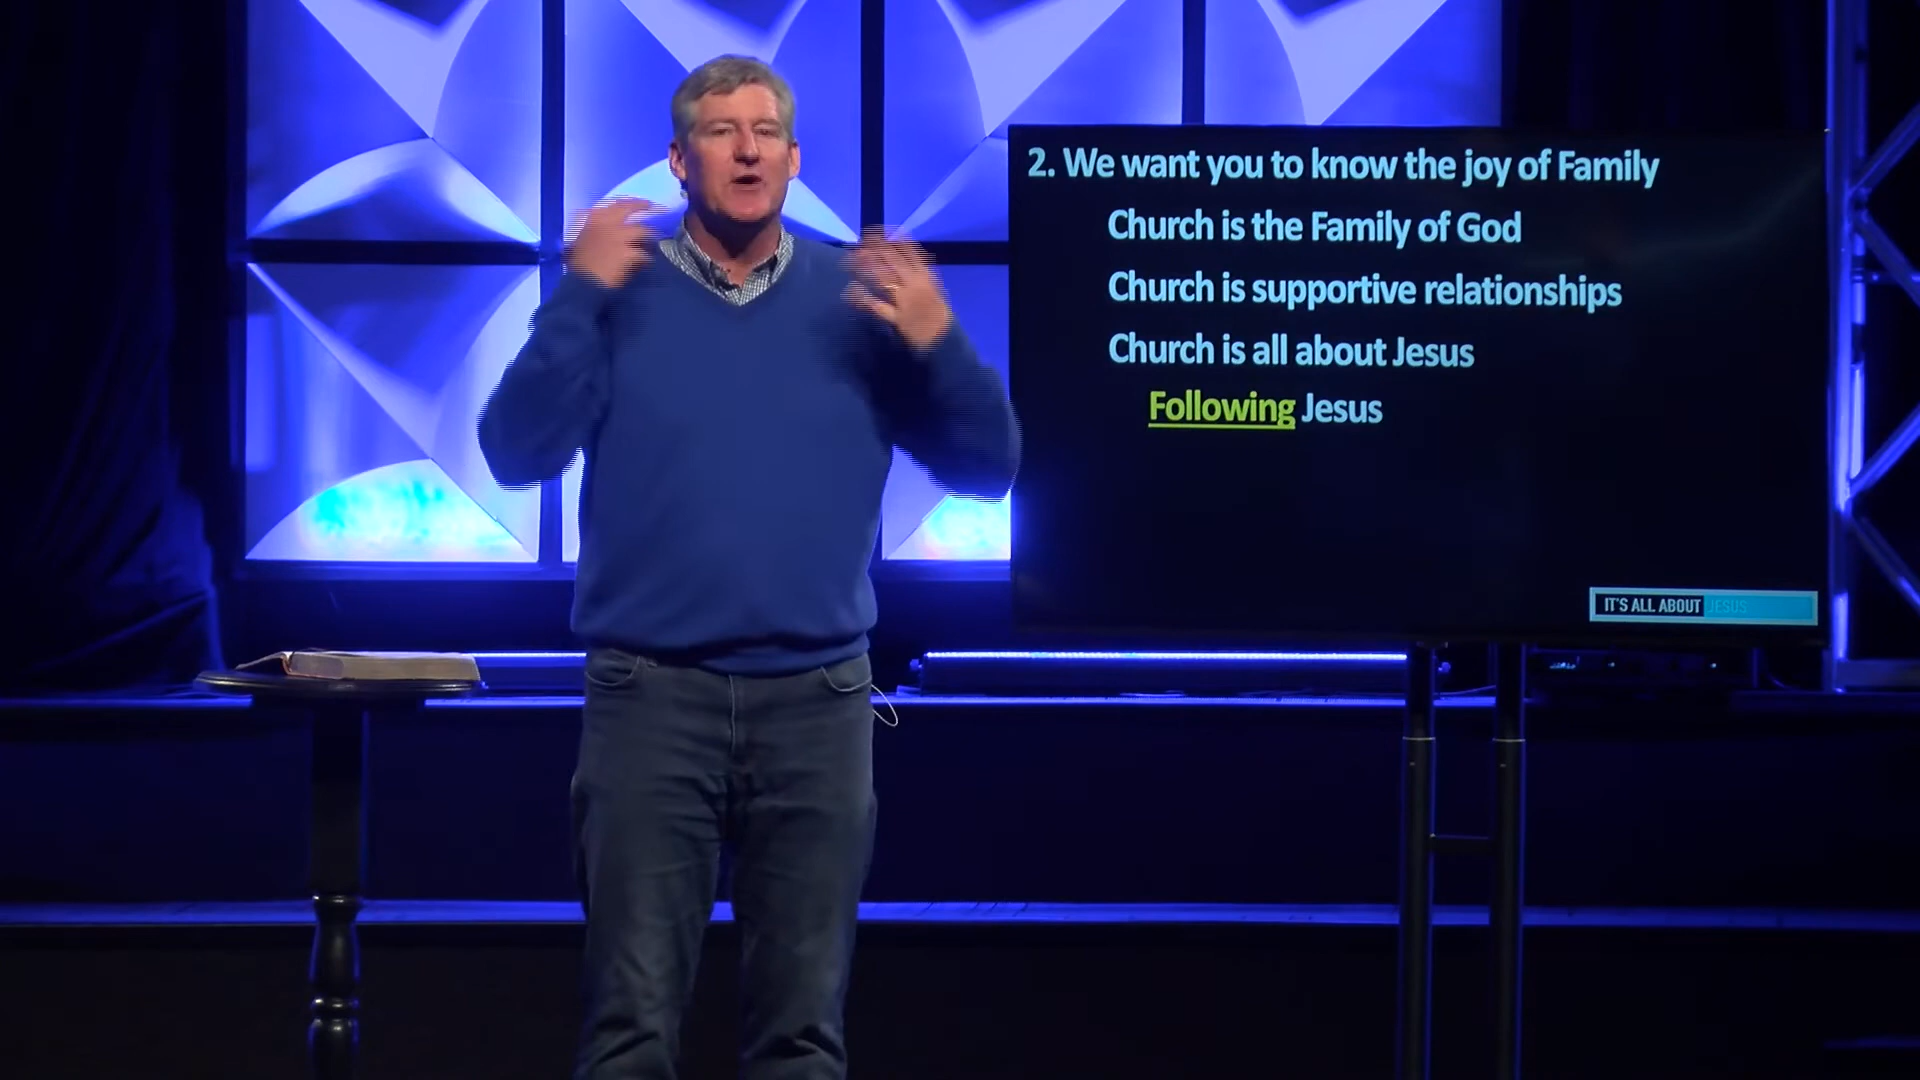 2. We want you to know the joy of Family
Church is the Family of God
Church is supportive relationships
Church is all about Jesus
Following Jesus
IT'S ALL ABOUT JESUS